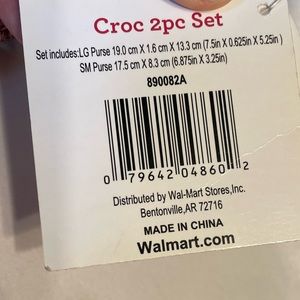 Croc 2pc Set
Set includes:LG Purse 19.0 cm X 1.6 cm X 13.3 cm (7.5in X 0.625in X 5.25in )
SM Purse 17.5 cm X 8.3 cm (6.875in X 3.25in)
890082A
0 79642 04860 2
Distributed by Wal-Mart Stores,Inc.
Bentonville,AR 72716
MADE IN CHINA
Walmart.com